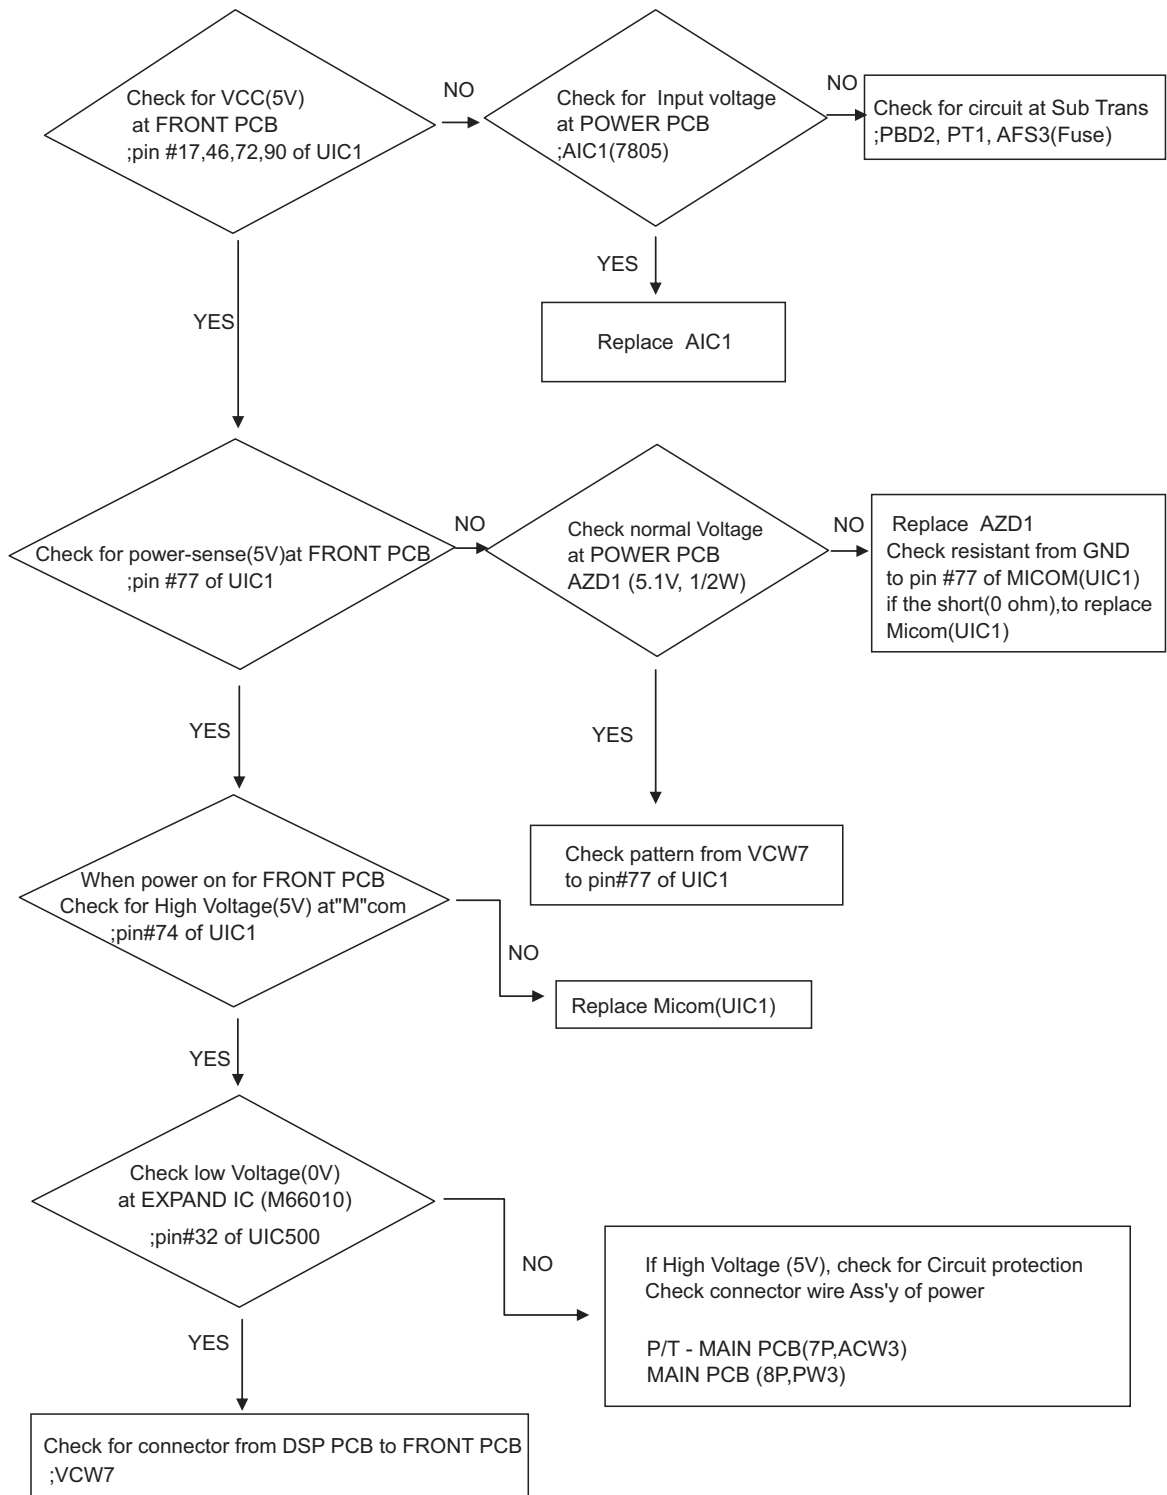 Check for VCC(5V)
at FRONT PCB
;pin #17,46,72,90 of UIC1
NO
Check for Input voltage
at POWER PCB
;AIC1(7805)
NO
Check for circuit at Sub Trans
;PBD2, PT1, AFS3(Fuse)
YES
Replace AIC1
YES
Check for power-sense(5V)at FRONT PCB
;pin #77 of UIC1
NO
Check normal Voltage
at POWER PCB
AZD1 (5.1V, 1/2W)
NO
Replace AZD1
Check resistant from GND
to pin #77 of MICOM(UIC1)
if the short(0 ohm),to replace
Micom(UIC1)
YES
Check pattern from VCW7
to pin#77 of UIC1
YES
When power on for FRONT PCB
Check for High Voltage(5V) at"M"com
;pin#74 of UIC1
NO
Replace Micom(UIC1)
YES
Check low Voltage(0V)
at EXPAND IC (M66010)
;pin#32 of UIC500
NO
If High Voltage (5V), check for Circuit protection
Check connector wire Ass'y of power
P/T - MAIN PCB(7P,ACW3)
MAIN PCB (8P,PW3)
YES
Check for connector from DSP PCB to FRONT PCB
;VCW7